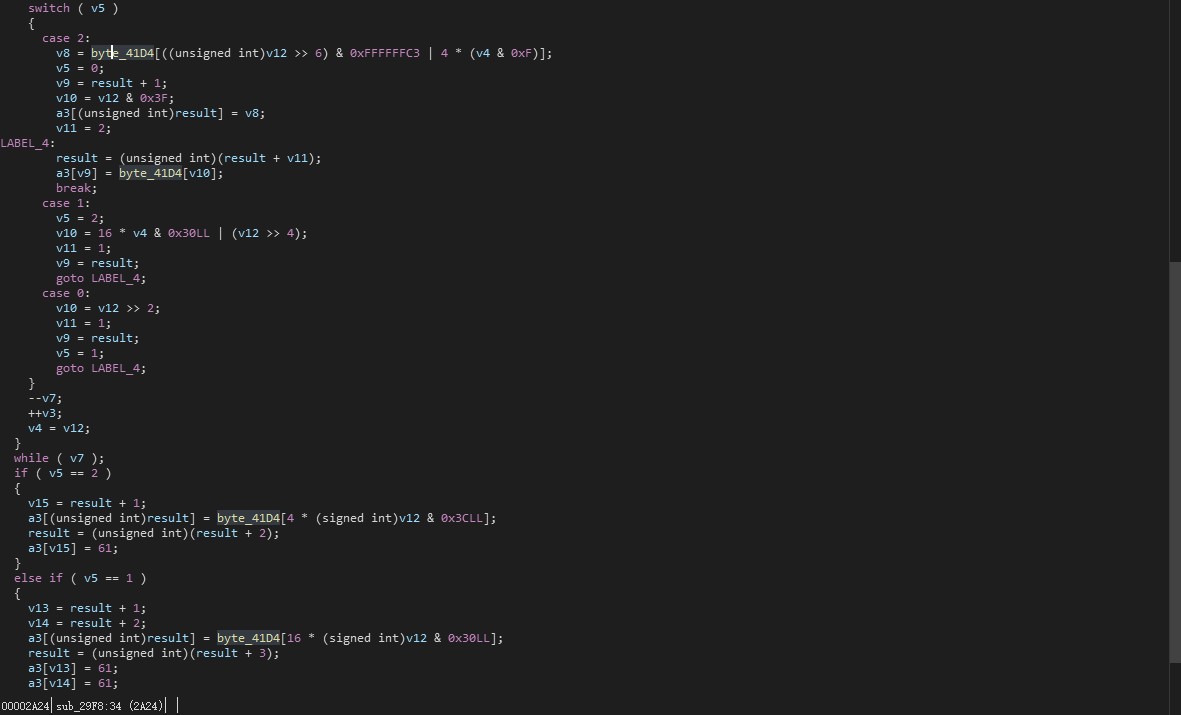 switch ( v5 )
{
case 2:
v8 = byte_41D4[((unsigned int)v12 >> 6) & 0xFFFFFFC3 | 4 * (v4 & 0xF)];
v5 = 0;
v9 = result + 1;
v10 = v12 & 0x3F;
a3[(unsigned int)result] = v8;
v11 = 2;
LABEL_4:
result = (unsigned int)(result + v11);
a3[v9] = byte_41D4[v10];
break;
case 1:
v5 = 2;
v10 = 16 * v4 & 0x30LL | (v12 >> 4);
v11 = 1;
v9 = result;
goto LABEL_4;
case 0:
v10 = v12 >> 2;
v11 = 1;
v9 = result;
v5 = 1;
goto LABEL_4;
}
--v7;
++v3;
v4 = v12;
}
while ( v7 );
if ( v5 == 2 )
{
v15 = result + 1;
a3[(unsigned int)result] = byte_41D4[4 * (signed int)v12 & 0x3CLL];
result = (unsigned int)(result + 2);
a3[v15] = 61;
}
else if ( v5 == 1 )
{
v13 = result + 1;
v14 = result + 2;
a3[(unsigned int)result] = byte_41D4[16 * (signed int)v12 & 0x30LL];
result = (unsigned int)(result + 3);
a3[v13] = 61;
a3[v14] = 61;
00002A24 sub_29F8:34 (2A24)